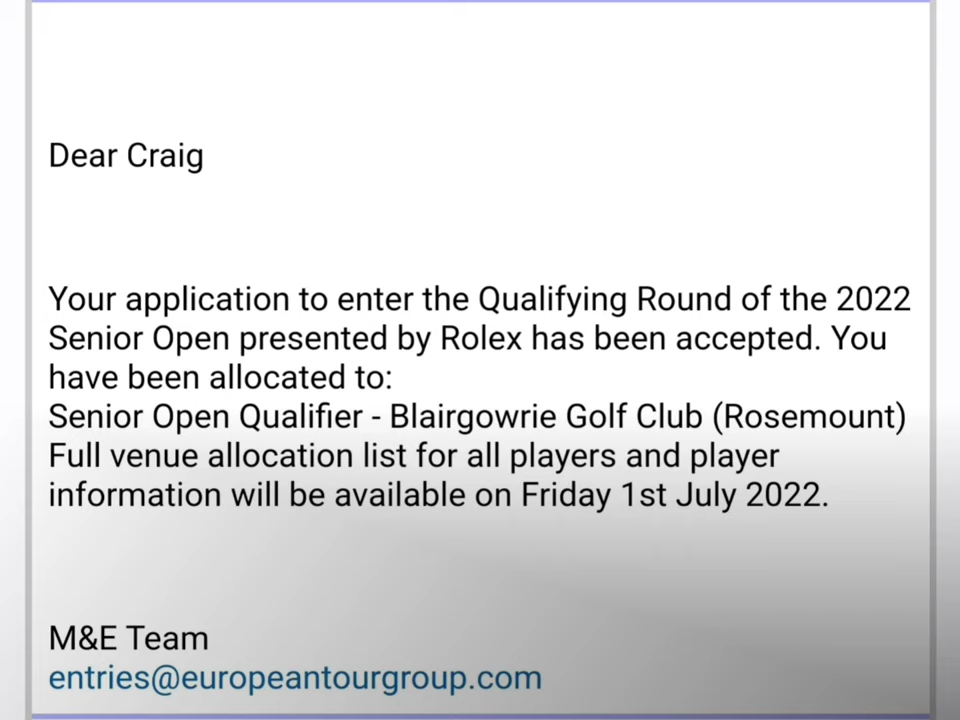 Dear Craig
Your application to enter the Qualifying Round of the 2022
Senior Open presented by Rolex has been accepted. You
have been allocated to:
Senior Open Qualifier - Blairgowrie Golf Club (Rosemount)
Full venue allocation list for all players and player
information will be available on Friday 1st July 2022.
M&E Team
entries@europeantourgroup.com